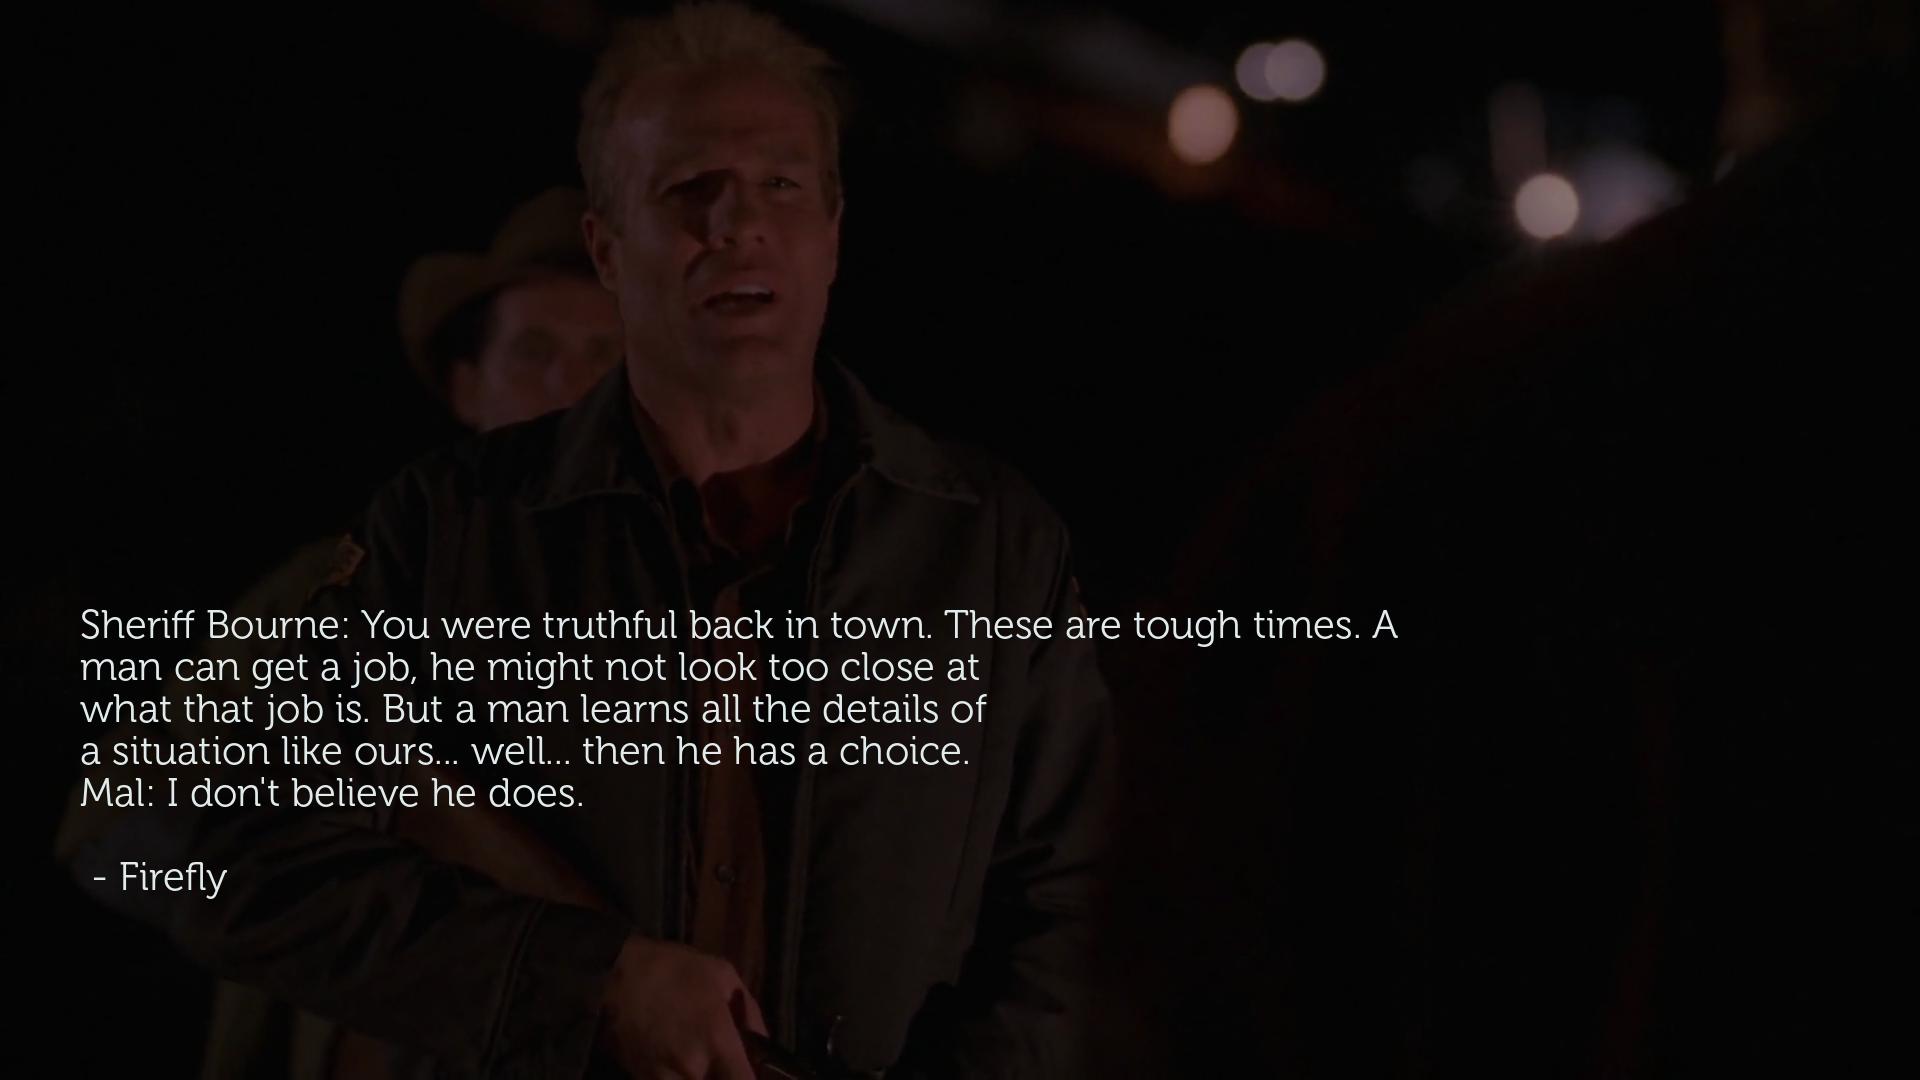 Sheriff Bourne: You were truthful back in town. These are tough times. A
man can get a job, he might not look too close at
what that job is. But a man learns all the details of
a situation like ours... well... then he has a choice.
Mal: I don't believe he does.
- Firefly